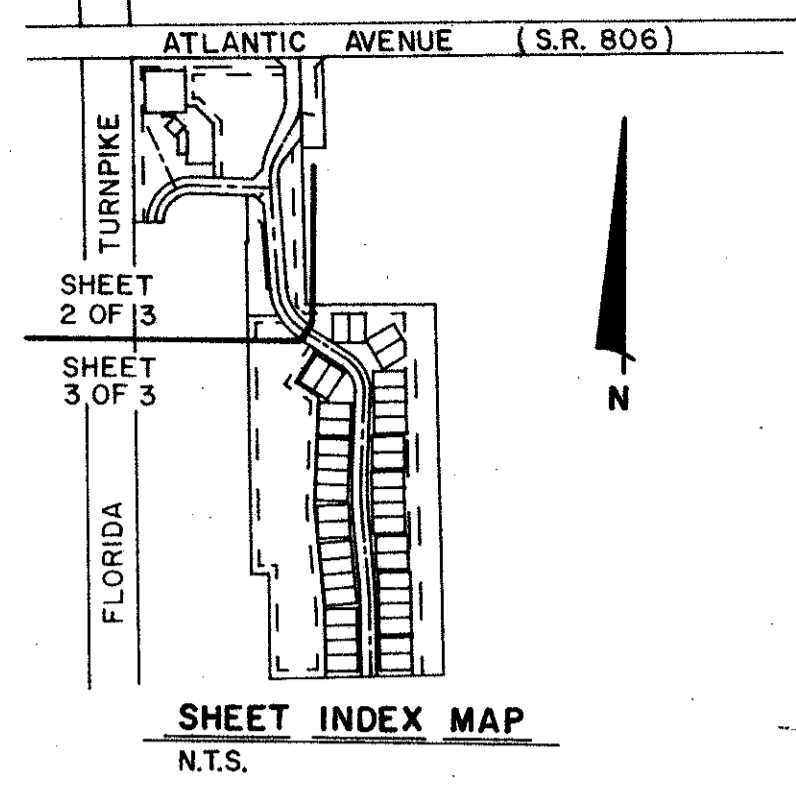 ATLANTIC AVENUE (S.R. 806)
TURNPIKE
SHEET
2 OF 3
SHEET
3 OF 3
FLORIDA
N
SHEET INDEX MAP
N.T.S.